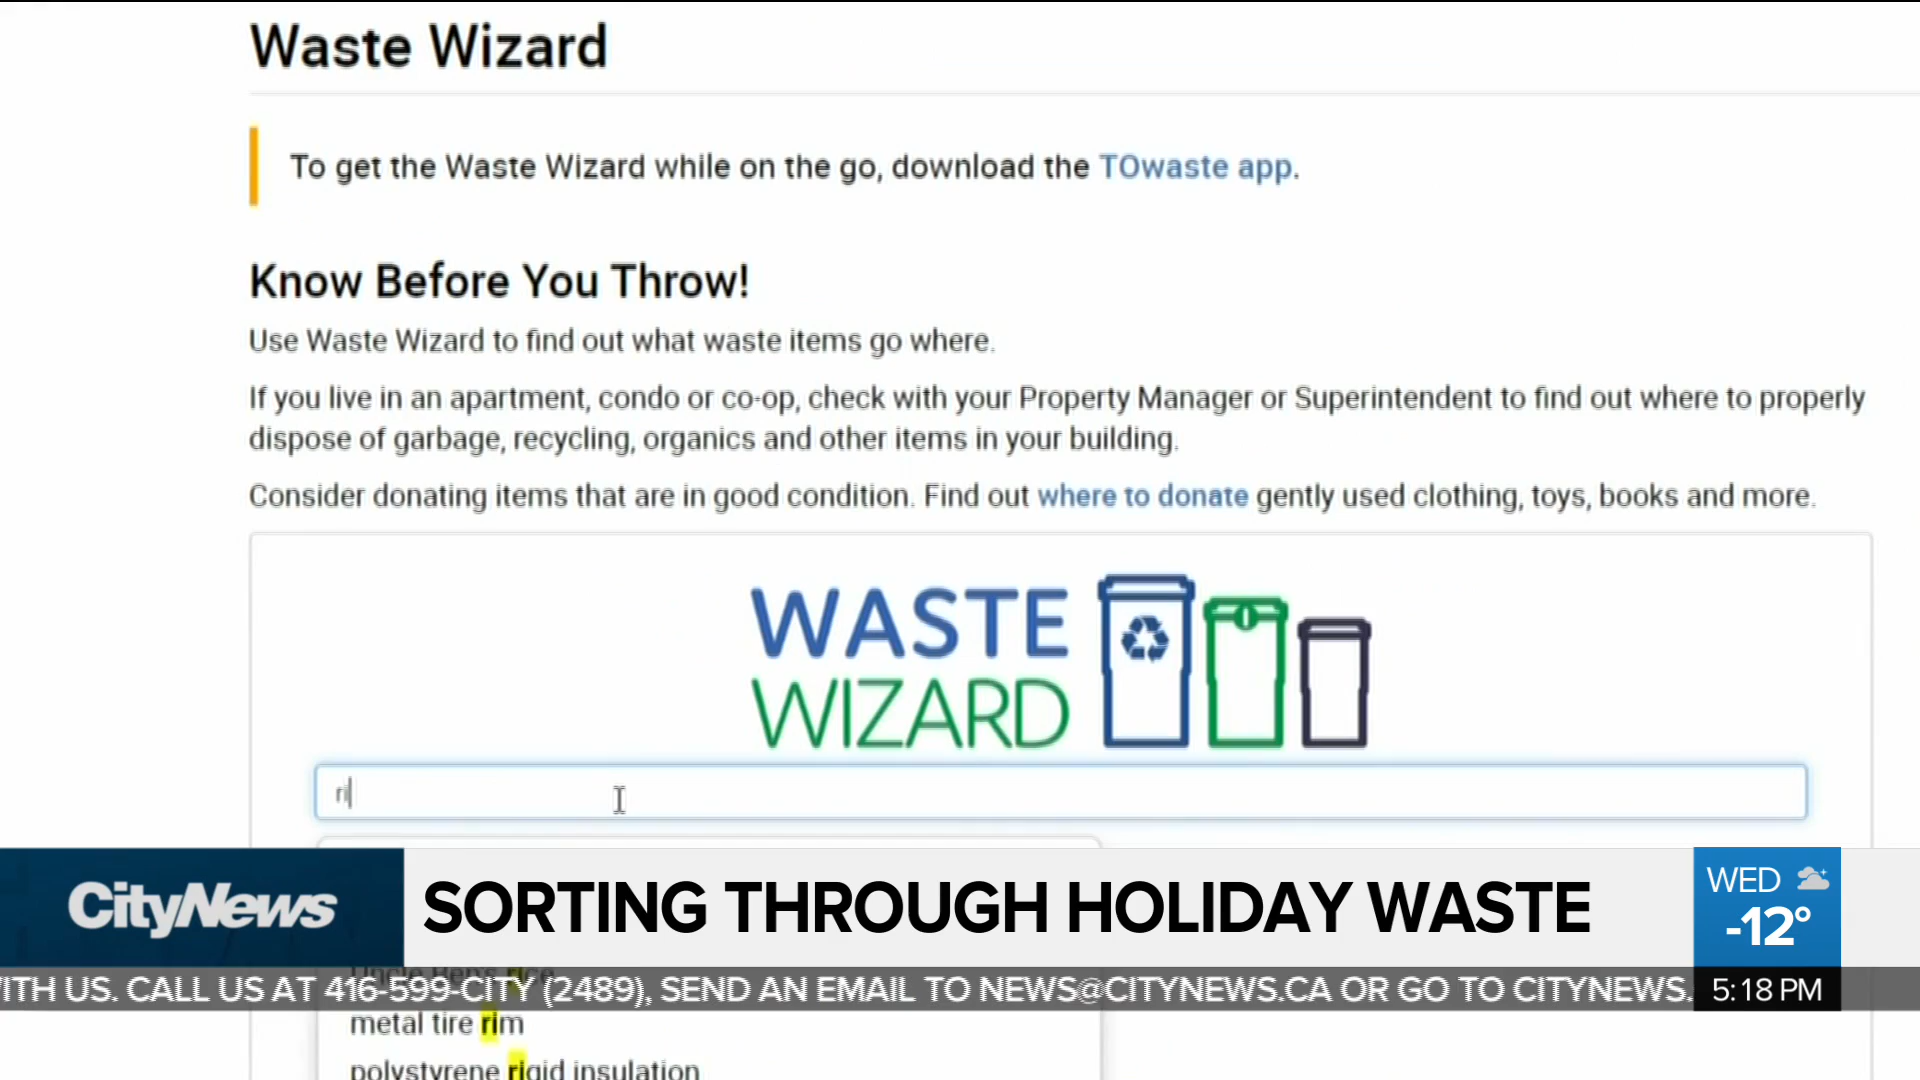 Waste Wizard
To get the Waste Wizard while on the go, download the TOwaste app.
Know Before You Throw!
Use Waste Wizard to find out what waste items go where.
If you live in an apartment, condo or co-op, check with your Property Manager or Superintendent to find out where to properly
dispose of garbage, recycling, organics and other items in your building.
Consider donating items that are in good condition. Find out where to donate gently used clothing, toys, books and more.
WASTE
WIZARD
ri
CityNews
SORTING THROUGH HOLIDAY WASTE
WED
-12°
Uncle Ben's rice
ITH US. CALL US AT 416-599-CITY (2489), SEND AN EMAIL TO NEWS@CITYNEWS.CA OR GO TO CITYNEWS.
5:18 PM
metal tire rim
polystyrene rigid insulation